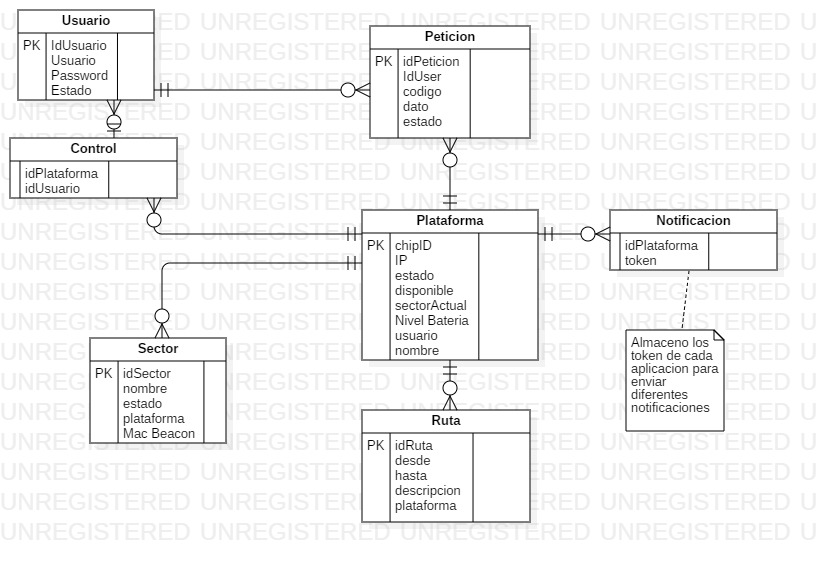 Usuario
PK IdUsuario
Usuario
Password
Estado
Peticion
PK idPeticion
IdUser
codigo
dato
estado
Control
idPlataforma
idUsuario
Plataforma
PK chipID
IP
estado
disponible
sectorActual
Nivel Bateria
usuario
nombre
Notificacion
idPlataforma
token
Almaceno los
token de cada
aplicacion para
enviar
diferentes
notificaciones
Sector
PK idSector
nombre
estado
plataforma
Mac Beacon
Ruta
PK idRuta
desde
hasta
descripcion
plataforma
UNREGISTERED UNREGISTERED UNREGISTERED UNREGISTERED U